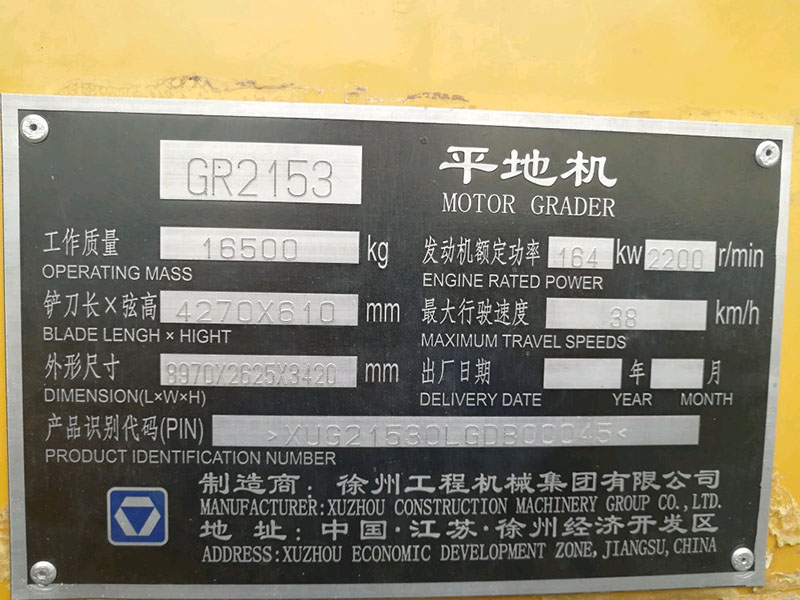 GR2153
平地机
MOTOR GRADER
工作质量 16500 kg
OPERATING MASS
发动机额定功率 164 kw 2200 r/min
ENGINE RATED POWER
铲刀长×弦高 4270X610 mm
BLADE LENGH × HIGHT
最大行驶速度 38 km/h
MAXIMUM TRAVEL SPEEDS
外形尺寸 8970X2625X3420 mm
DIMENSION(L×W×H)
出厂日期 年 月
DELIVERY DATE YEAR MONTH
产品识别代码(PIN) >XUG21530LGDB00045<
PRODUCT IDENTIFICATION NUMBER
制造商：徐州工程机械集团有限公司
MANUFACTURER:XUZHOU CONSTRUCTION MACHINERY GROUP CO.,LTD.
地 址：中国·江苏·徐州经济开发区
ADDRESS:XUZHOU ECONOMIC DEVELOPMENT ZONE,JIANGSU,CHINA